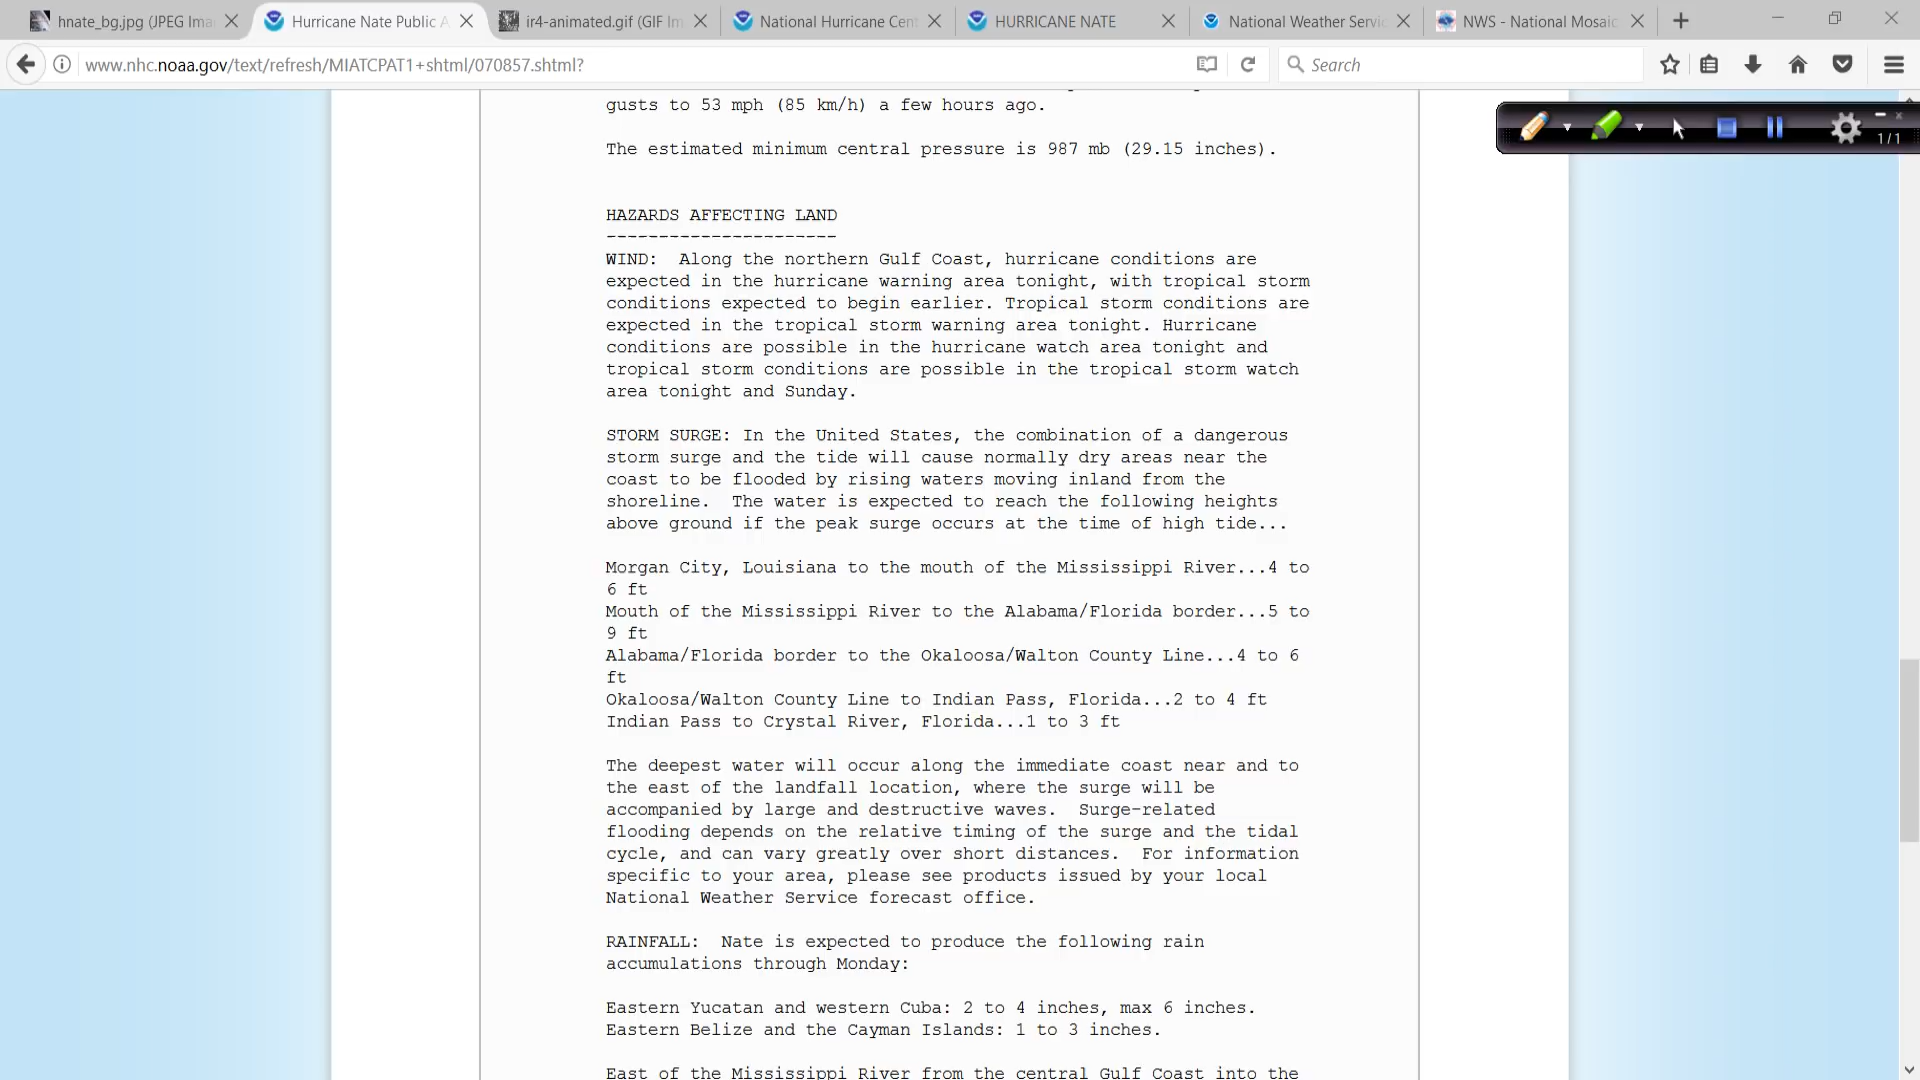 hnate_bg.jpg (JPEG Ima
Hurricane Nate Public A
ir4-animated.gif (GIF Im
National Hurricane Cent
HURRICANE NATE
National Weather Servic
NWS - National Mosaic
www.nhc.noaa.gov/text/refresh/MIATCPAT1+shtml/070857.shtml?
Search
1/1
gusts to 53 mph (85 km/h) a few hours ago.
The estimated minimum central pressure is 987 mb (29.15 inches).
HAZARDS AFFECTING LAND
----------------------
WIND:  Along the northern Gulf Coast, hurricane conditions are
expected in the hurricane warning area tonight, with tropical storm
conditions expected to begin earlier. Tropical storm conditions are
expected in the tropical storm warning area tonight. Hurricane
conditions are possible in the hurricane watch area tonight and
tropical storm conditions are possible in the tropical storm watch
area tonight and Sunday.
STORM SURGE: In the United States, the combination of a dangerous
storm surge and the tide will cause normally dry areas near the
coast to be flooded by rising waters moving inland from the
shoreline.  The water is expected to reach the following heights
above ground if the peak surge occurs at the time of high tide...
Morgan City, Louisiana to the mouth of the Mississippi River...4 to
6 ft
Mouth of the Mississippi River to the Alabama/Florida border...5 to
9 ft
Alabama/Florida border to the Okaloosa/Walton County Line...4 to 6
ft
Okaloosa/Walton County Line to Indian Pass, Florida...2 to 4 ft
Indian Pass to Crystal River, Florida...1 to 3 ft
The deepest water will occur along the immediate coast near and to
the east of the landfall location, where the surge will be
accompanied by large and destructive waves.  Surge-related
flooding depends on the relative timing of the surge and the tidal
cycle, and can vary greatly over short distances.  For information
specific to your area, please see products issued by your local
National Weather Service forecast office.
RAINFALL:  Nate is expected to produce the following rain
accumulations through Monday:
Eastern Yucatan and western Cuba: 2 to 4 inches, max 6 inches.
Eastern Belize and the Cayman Islands: 1 to 3 inches.
East of the Mississippi River from the central Gulf Coast into the